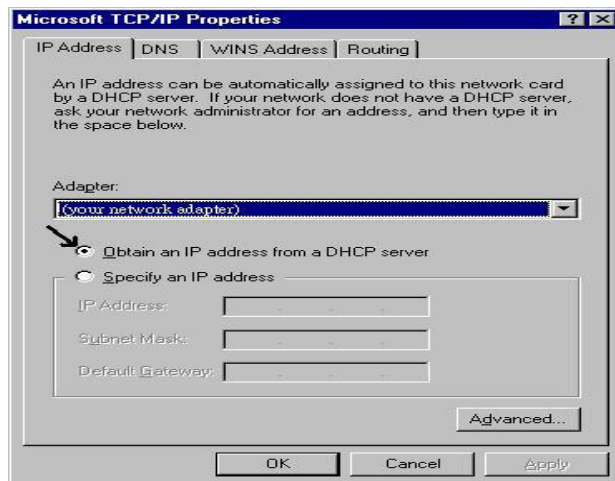 Microsoft TCP/IP Properties
? X
IP Address DNS WINS Address Routing
An IP address can be automatically assigned to this network card
by a DHCP server. If your network does not have a DHCP server,
ask your network administrator for an address, and then type it in
the space below.
Adapter:
(your network adapter)
Obtain an IP address from a DHCP server
Specify an IP address
IP Address:
Subnet Mask:
Default Gateway:
Advanced...
OK Cancel Apply